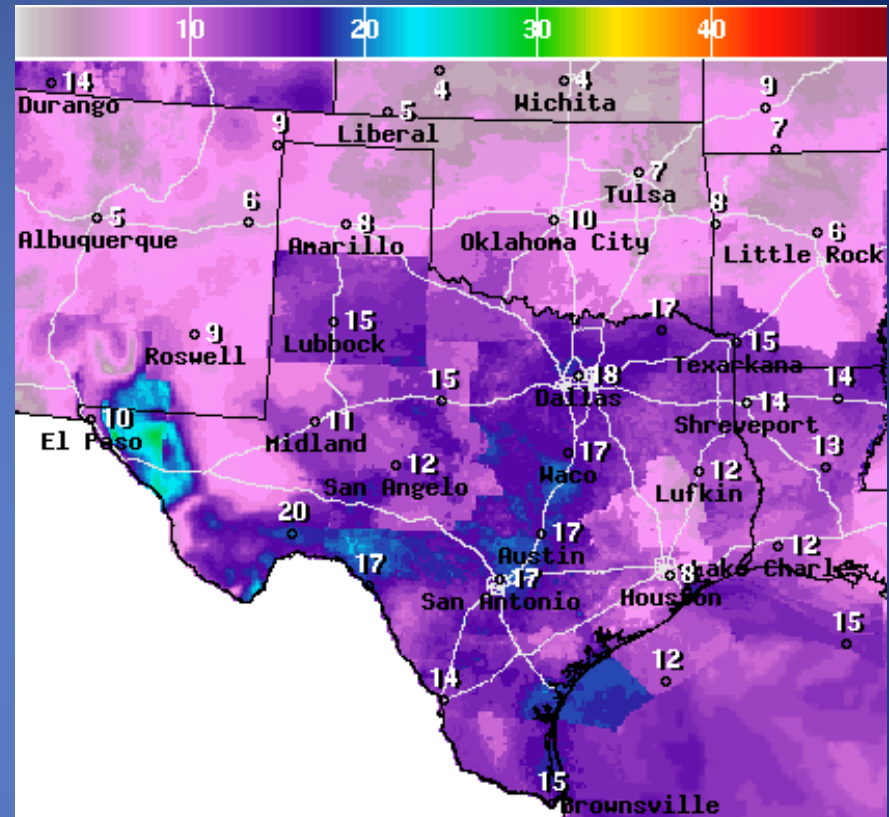 10 20 30 40
14 4 4 9
Durango Wichita
5
Liberal
9 7
7
Tulsa
5 6 8 10 8 6
Albuquerque Amarillo Oklahoma City Little Rock
9 15 17 15
Roswell Lubbock Texarkana
15 18 14 14
Dallas Shreveport
10 11 17 13
El Paso Midland Waco
12 12
San Angelo Lufkin
20 17 12
Austin Lake Charles
17 17 8
San Antonio Houston
15
14 12
15
Brownsville